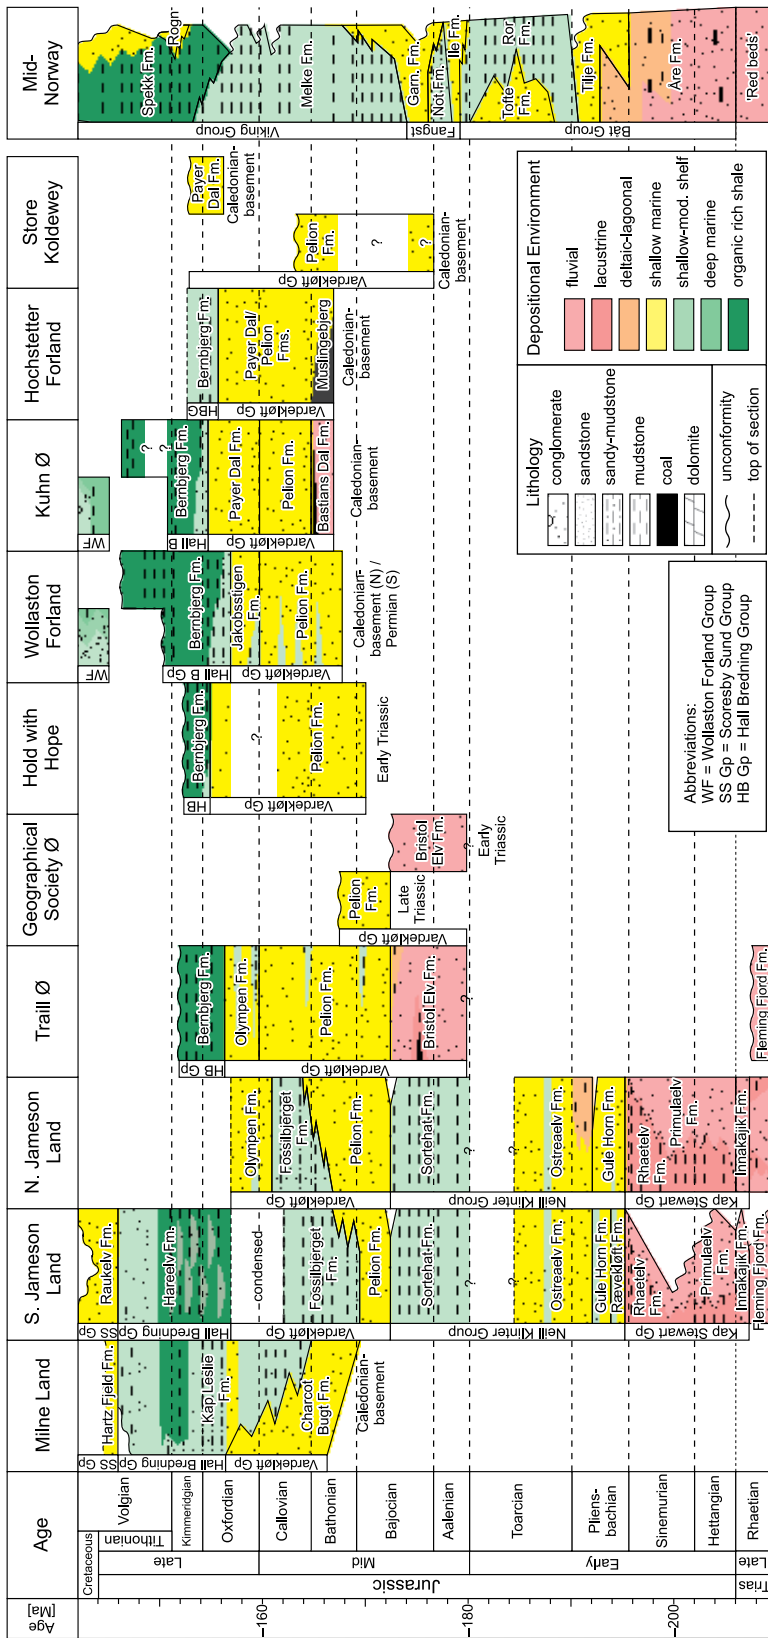 Age
[Ma]
Age
Milne Land
S. Jameson
Land
N. Jameson
Land
Traill Ø
Geographical
Society Ø
Hold with
Hope
Wollaston
Forland
Kuhn Ø
Hochstetter
Forland
Store
Koldewey
Mid-
Norway
160
180
200
Cretaceous
Jurassic
Trias
Late
Mid
Early
Late
Tithonian
Volgian
Kimmeridgian
Oxfordian
Callovian
Bathonian
Bajocian
Aalenian
Toarcian
Pliens-
bachian
Sinemurian
Hettangian
Rhaetian
SS Gp
Hall Bredning Gp
Vardekløft Gp
Hartz Fjeld Fm.
Kap Leslie
Fm.
Charcot
Bugt Fm.
Caledonian-
basement
SS Gp
Hall Bredning Gp
Vardekløft Gp
Neill Klinter Group
Kap Stewart Gp
Raukelv Fm.
Hareelv Fm.
condensed
Fossilbjerget
Fm.
Pelion Fm.
Sortehat Fm.
?
?
Ostreaelv Fm.
Gule Horn Fm.
Rævekløft Fm.
Rhaetelv
Fm.
Primulaelv
Fm.
Innakajik Fm.
Fleming Fjord Fm.
Vardekløft Gp
Neill Klinter Group
Kap Stewart Gp
Olympen Fm.
Fossilbjerget
Fm.
Pelion Fm.
Sortehat Fm.
?
?
Ostreaelv Fm.
Gule Horn Fm.
Rhaetelv
Fm.
Primulaelv
Fm.
Innakajik Fm.
HB Gp
Vardekløft Gp
Bernbjerg Fm.
Olympen Fm.
Pelion Fm.
Bristol Elv Fm.
?
Fleming Fjord Fm.
Vardekløft Gp
Pelion
Fm.
Late
Triassic
Bristol
Elv Fm.
?
Early
Triassic
HB
Vardekløft Gp
Bernbjerg Fm.
?
Pelion Fm.
Early Triassic
WF
Hall B Gp
Vardekløft Gp
Bernbjerg Fm.
Jakobsstigen
Fm.
Pelion Fm.
Caledonian-
basement (N) /
Permian (S)
WF
Hall B
Vardekløft Gp
?
?
Bernbjerg Fm.
Payer Dal Fm.
Pelion Fm.
Bastians Dal Fm.
Caledonian-
basement
HBG
Vardekløft Gp
Bernbjerg Fm.
Payer Dal/
Pelion
Fms.
Muslingebjerg
Caledonian-
basement
Vardekløft Gp
Payer
Dal Fm.
Caledonian-
basement
Pelion
Fm.
?
?
Caledonian-
basement
Viking Group
Fangst
Båt Group
Spekk Fm.
Rogn
Melke Fm.
Garn. Fm.
Not Fm.
Ile Fm.
Tofte
Fm.
Ror
Fm.
Tilje Fm.
Åre Fm.
'Red beds'
Abbreviations:
WF = Wollaston Forland Group
SS Gp = Scoresby Sund Group
HB Gp = Hall Bredning Group
Lithology
conglomerate
sandstone
sandy-mudstone
mudstone
coal
dolomite
unconformity
top of section
Depositional Environment
fluvial
lacustrine
deltaic-lagoonal
shallow marine
shallow-mod. shelf
deep marine
organic rich shale